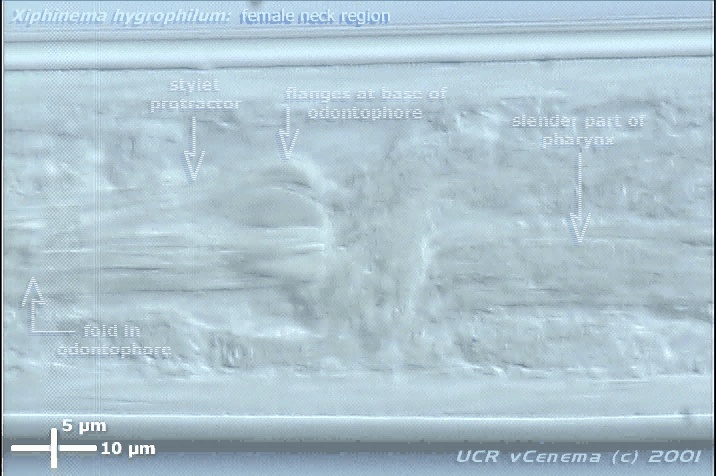 Xiphinema hygrophilum: female neck region
stylet
protractor
flanges at base of
odontophore
slender part of
pharynx
fold in
odontophore
5 µm
10 µm
UCR vCenema (c) 2001